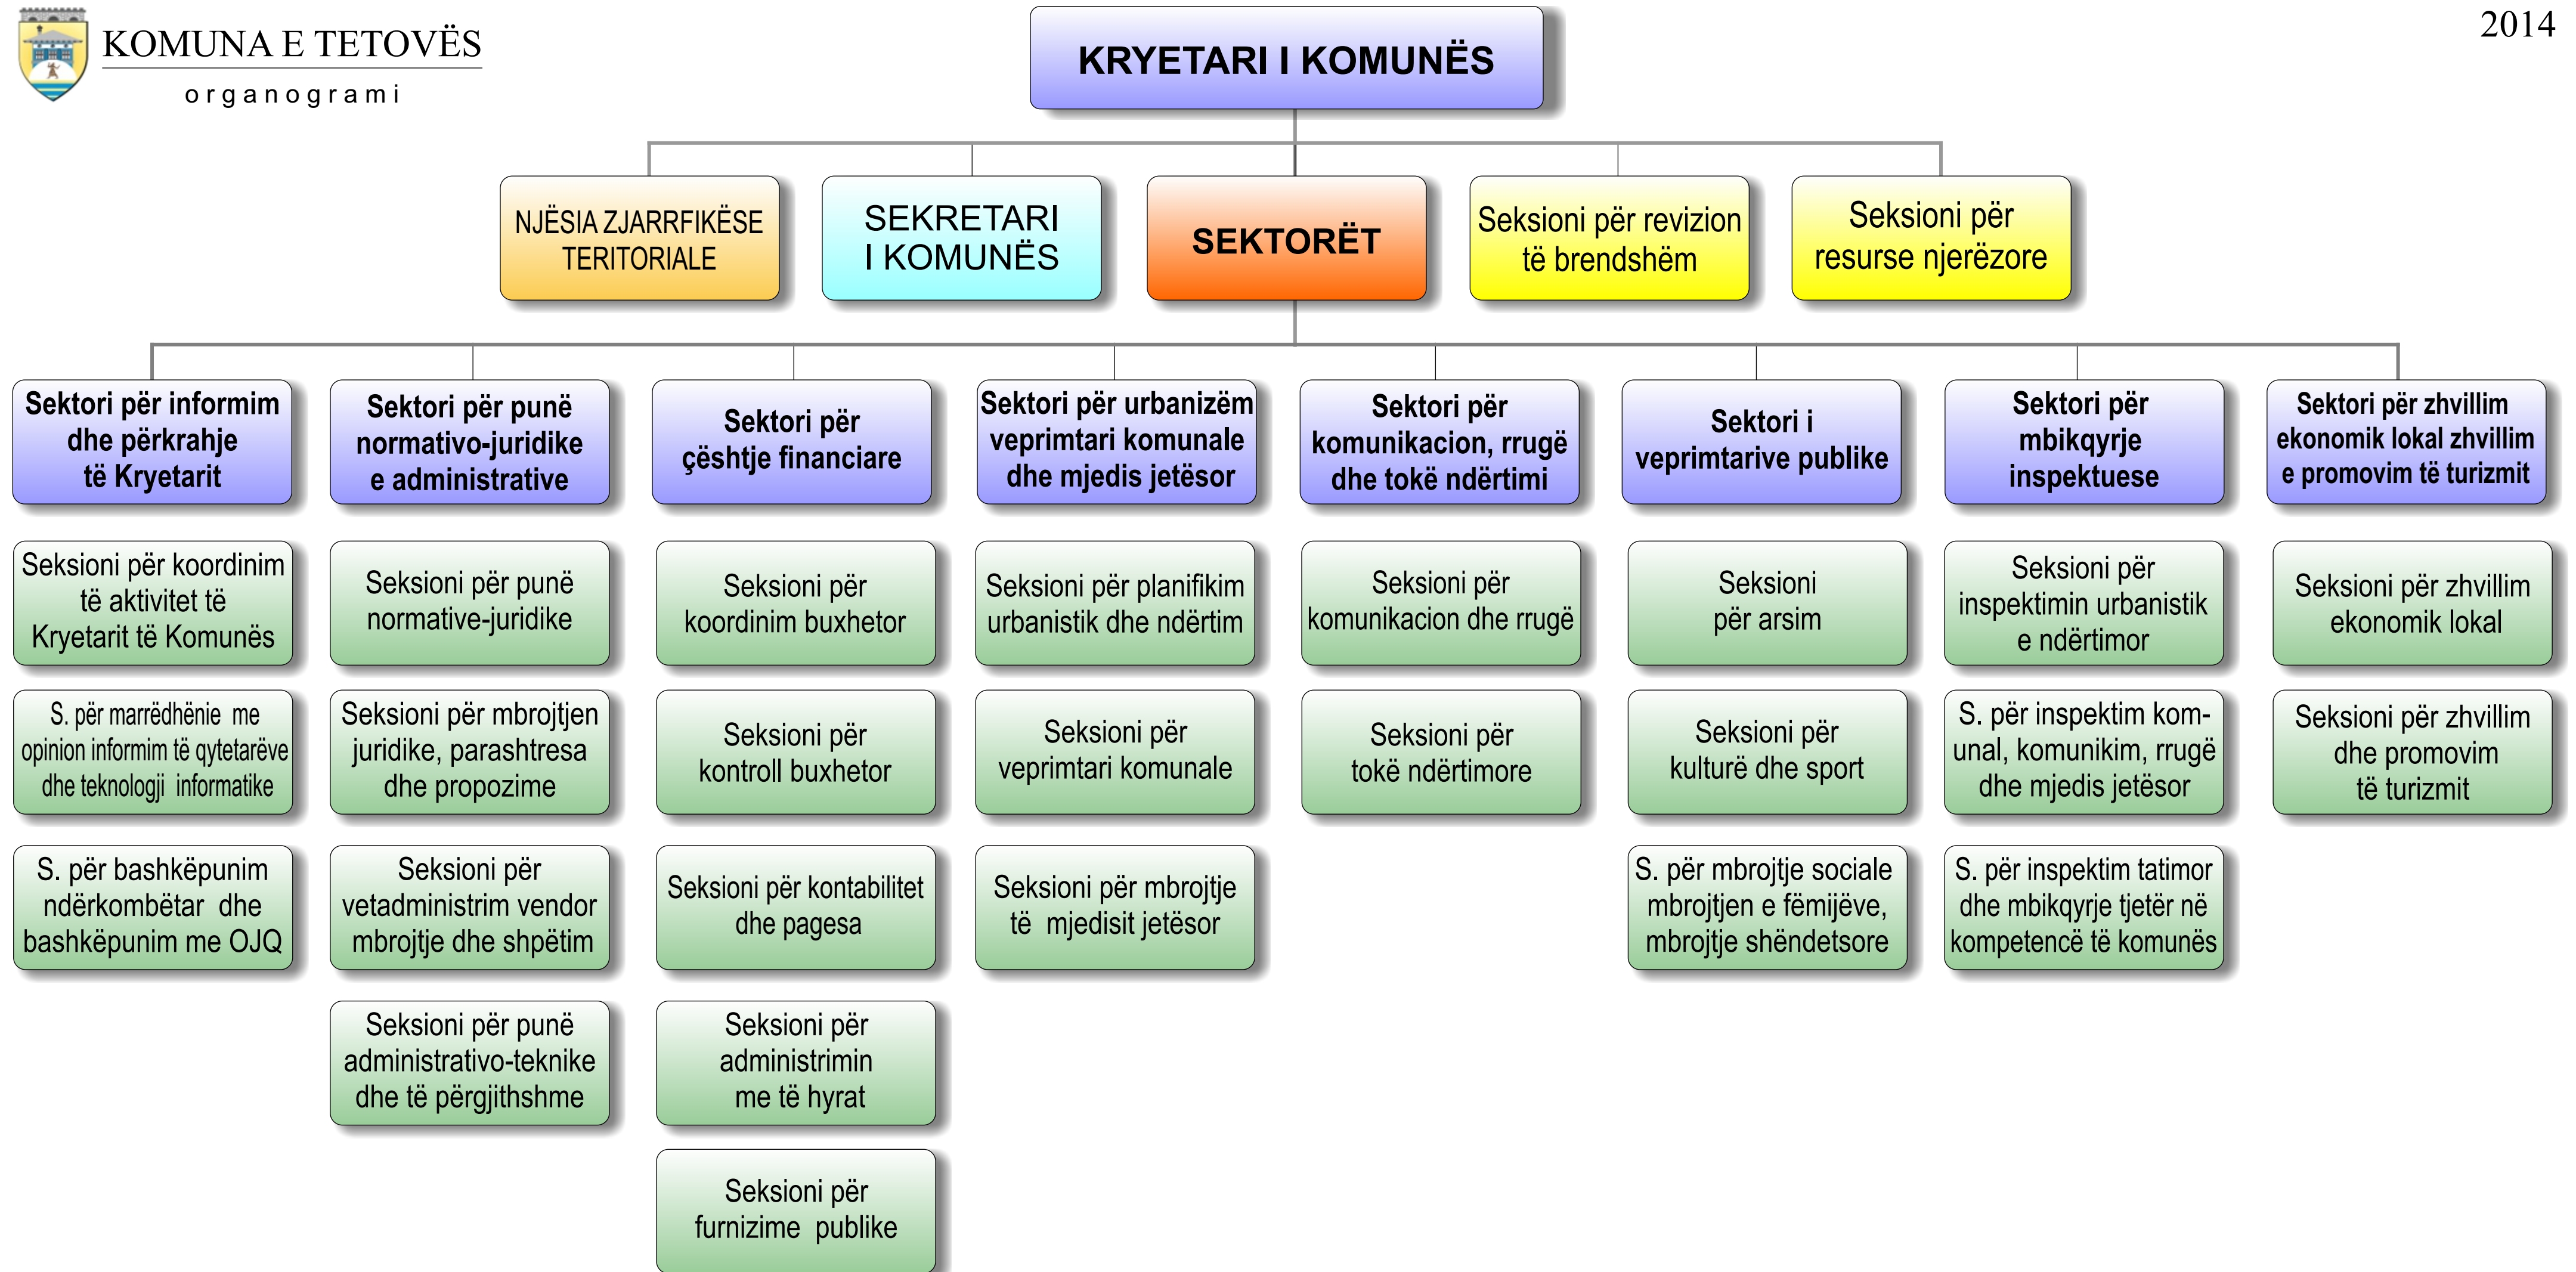 KOMUNA E TETOVËS
organogrami
2014
KRYETARI I KOMUNËS
NJËSIA ZJARRFIKËSE
TERITORIALE
SEKRETARI
I KOMUNËS
SEKTORËT
Seksioni për revizion
të brendshëm
Seksioni për
resurse njerëzore
Sektori për informim
dhe përkrahje
të Kryetarit
Sektori për punë
normativo-juridike
e administrative
Sektori për
çështje financiare
Sektori për urbanizëm
veprimtari komunale
dhe mjedis jetësor
Sektori për
komunikacion, rrugë
dhe tokë ndërtimi
Sektori i
veprimtarive publike
Sektori për
mbikqyrje
inspektuese
Sektori për zhvillim
ekonomik lokal zhvillim
e promovim të turizmit
Seksioni për koordinim
të aktivitet të
Kryetarit të Komunës
Seksioni për punë
normative-juridike
Seksioni për
koordinim buxhetor
Seksioni për planifikim
urbanistik dhe ndërtim
Seksioni për
komunikacion dhe rrugë
Seksioni
për arsim
Seksioni për
inspektimin urbanistik
e ndërtimor
Seksioni për zhvillim
ekonomik lokal
S. për marrëdhënie me
opinion informim të qytetarëve
dhe teknologji informatike
Seksioni për mbrojtjen
juridike, parashtresa
dhe propozime
Seksioni për
kontroll buxhetor
Seksioni për
veprimtari komunale
Seksioni për
tokë ndërtimore
Seksioni për
kulturë dhe sport
S. për inspektim kom-
unal, komunikim, rrugë
dhe mjedis jetësor
Seksioni për zhvillim
dhe promovim
të turizmit
S. për bashkëpunim
ndërkombëtar dhe
bashkëpunim me OJQ
Seksioni për
vetadministrim vendor
mbrojtje dhe shpëtim
Seksioni për kontabilitet
dhe pagesa
Seksioni për mbrojtje
të mjedisit jetësor
S. për mbrojtje sociale
mbrojtjen e fëmijëve,
mbrojtje shëndetsore
S. për inspektim tatimor
dhe mbikqyrje tjetër në
kompetencë të komunës
Seksioni për punë
administrativo-teknike
dhe të përgjithshme
Seksioni për
administrimin
me të hyrat
Seksioni për
furnizime publike